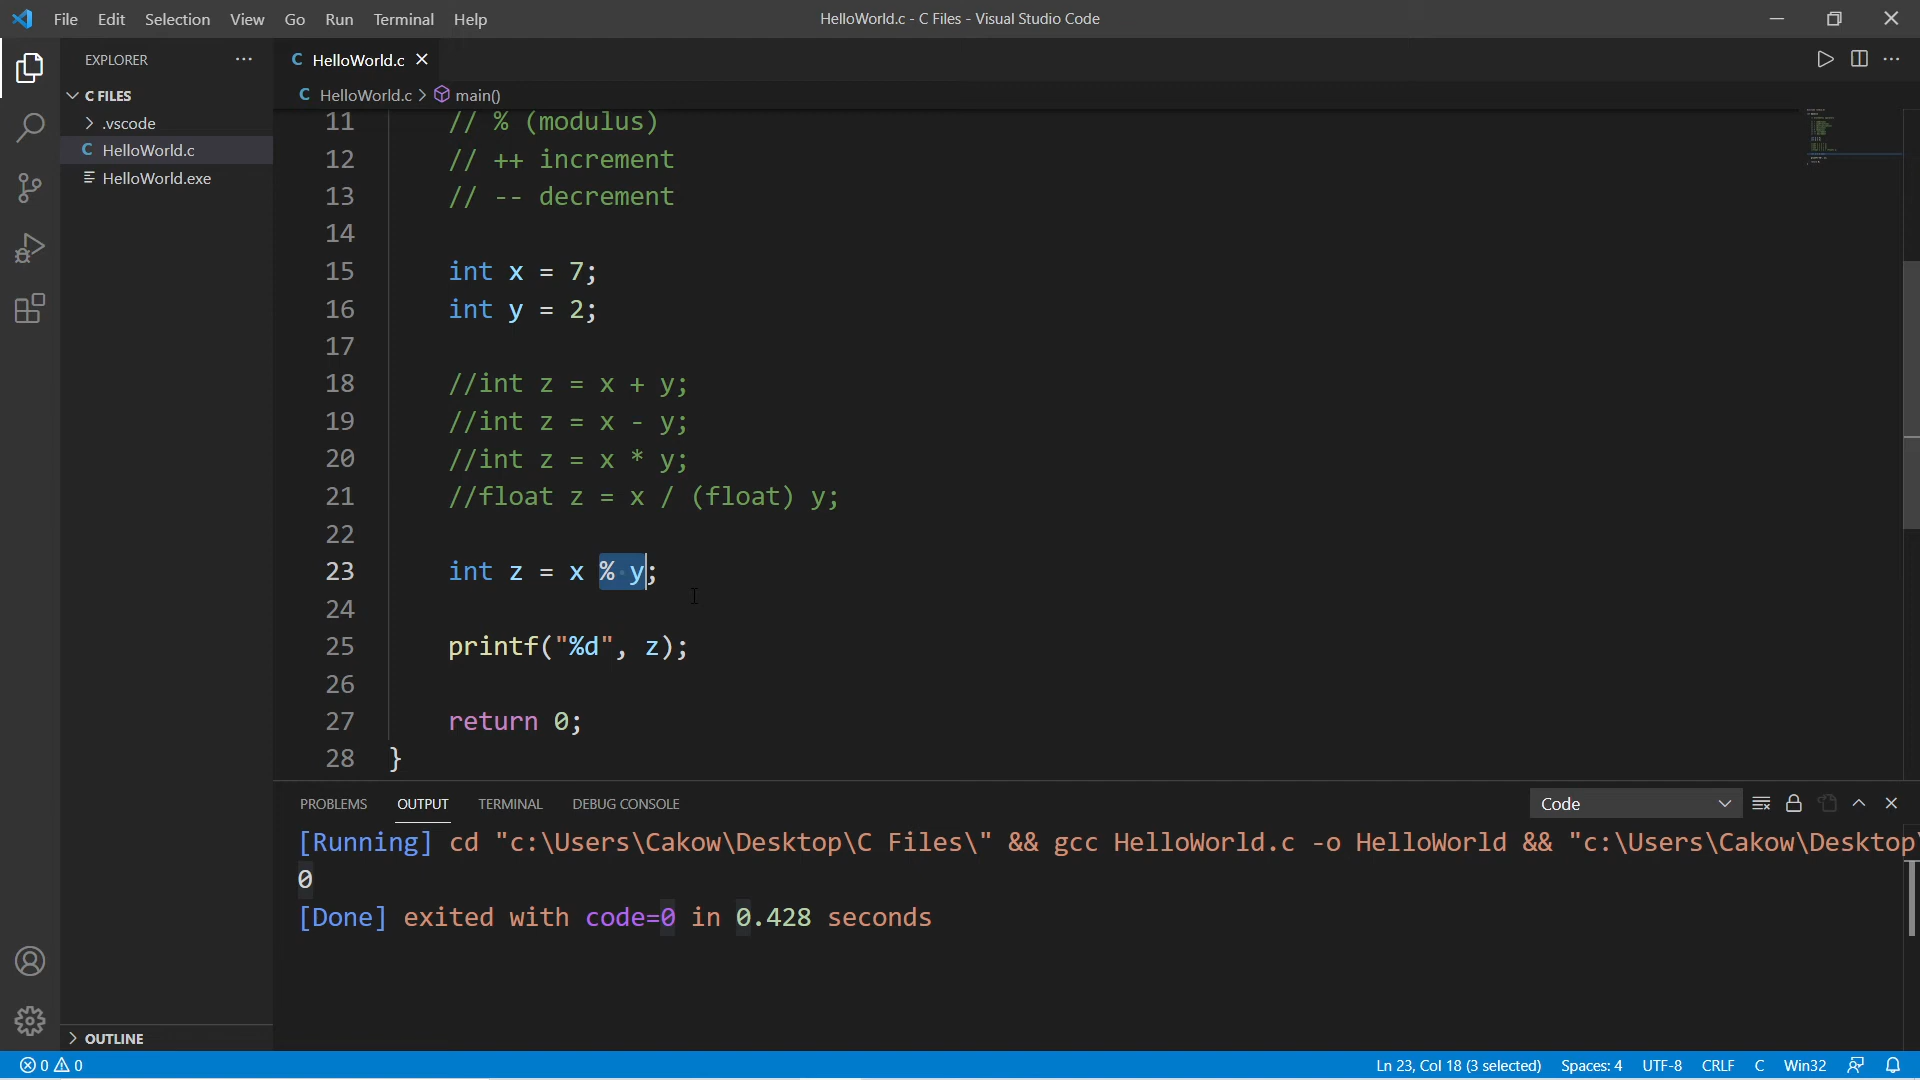 File Edit Selection View Go Run Terminal Help
HelloWorld.c - C Files - Visual Studio Code
EXPLORER
C FILES
.vscode
C HelloWorld.c
HelloWorld.exe
OUTLINE
C HelloWorld.c
C HelloWorld.c > main()
11 // % (modulus)
12 // ++ increment
13 // -- decrement
14
15 int x = 7;
16 int y = 2;
17
18 //int z = x + y;
19 //int z = x - y;
20 //int z = x * y;
21 //float z = x / (float) y;
22
23 int z = x % y;
24
25 printf("%d", z);
26
27 return 0;
28 }
PROBLEMS OUTPUT TERMINAL DEBUG CONSOLE
Code
[Running] cd "c:\Users\Cakow\Desktop\C Files\" && gcc HelloWorld.c -o HelloWorld && "c:\Users\Cakow\Desktop\
0
[Done] exited with code=0 in 0.428 seconds
0 0
Ln 23, Col 18 (3 selected) Spaces: 4 UTF-8 CRLF C Win32